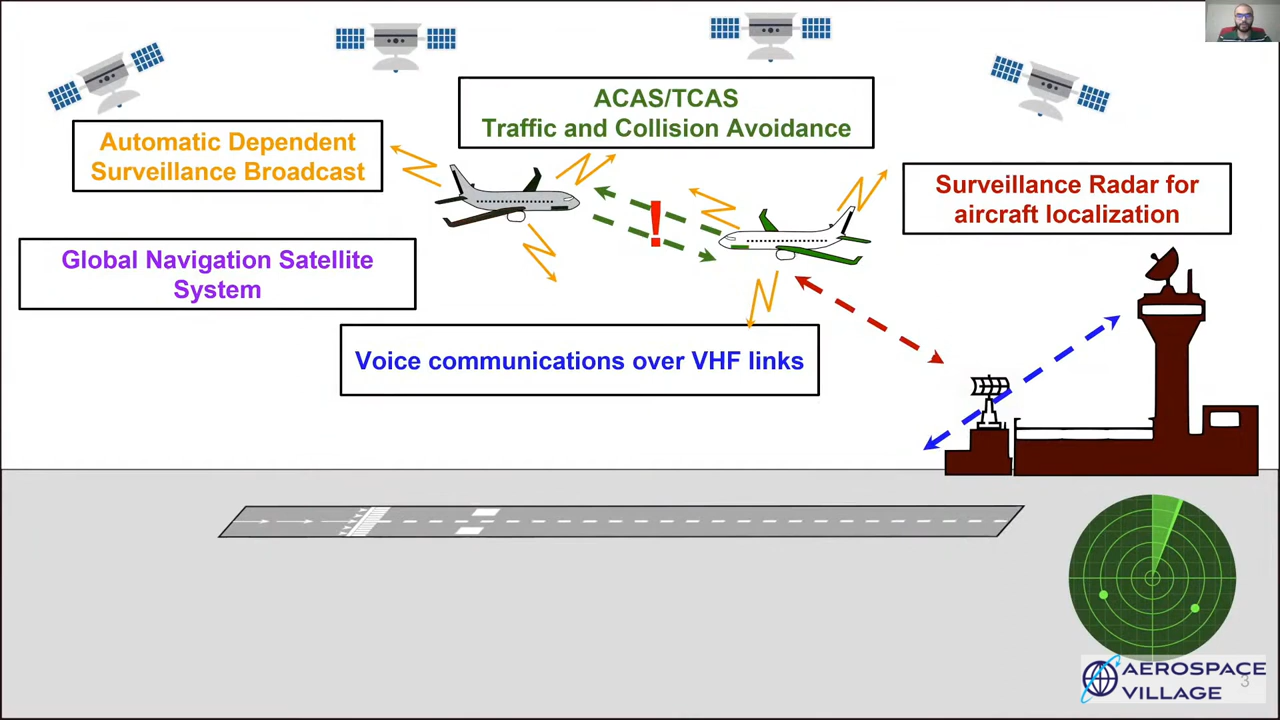 ACAS/TCAS
Traffic and Collision Avoidance
Automatic Dependent
Surveillance Broadcast
Surveillance Radar for
aircraft localization
Global Navigation Satellite
System
Voice communications over VHF links
AEROSPACE
VILLAGE
3